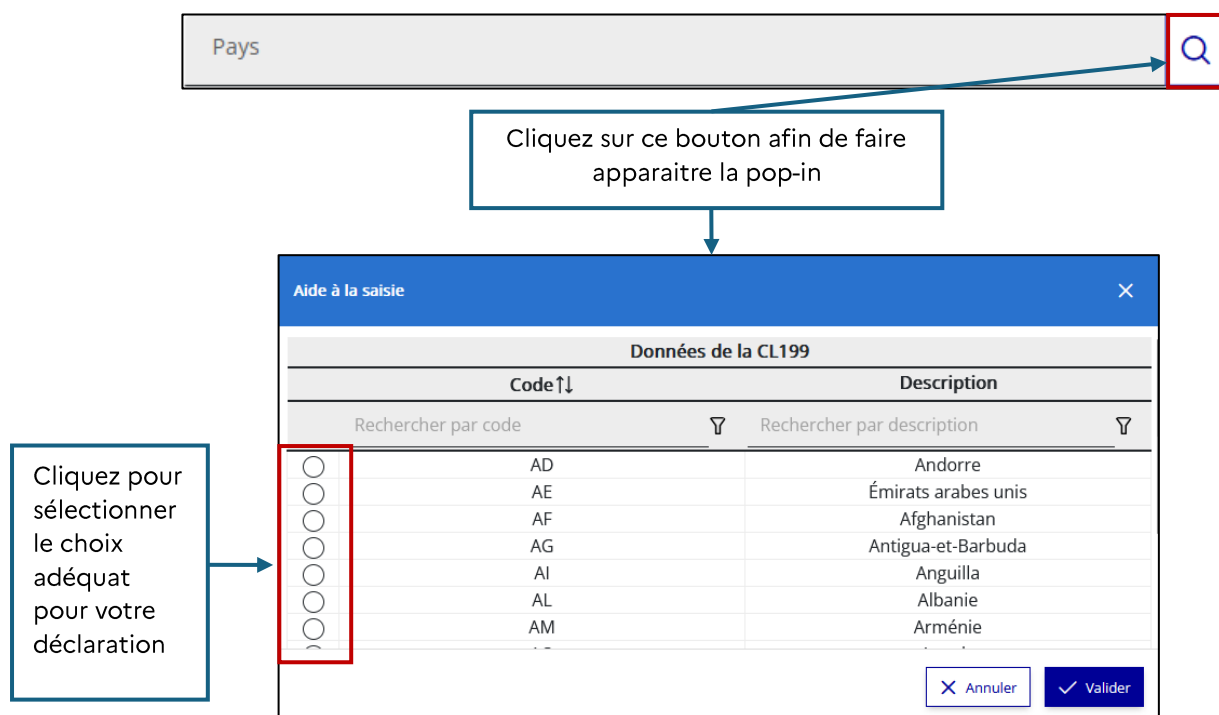 Pays
Cliquez sur ce bouton afin de faire
apparaitre la pop-in
Aide à la saisie
Données de la CL199
Code Description
Rechercher par code Rechercher par description
AD Andorre
AE Émirats arabes unis
AF Afghanistan
AG Antigua-et-Barbuda
AI Anguilla
AL Albanie
AM Arménie
Cliquez pour
sélectionner
le choix
adéquat
pour votre
déclaration
Annuler Valider